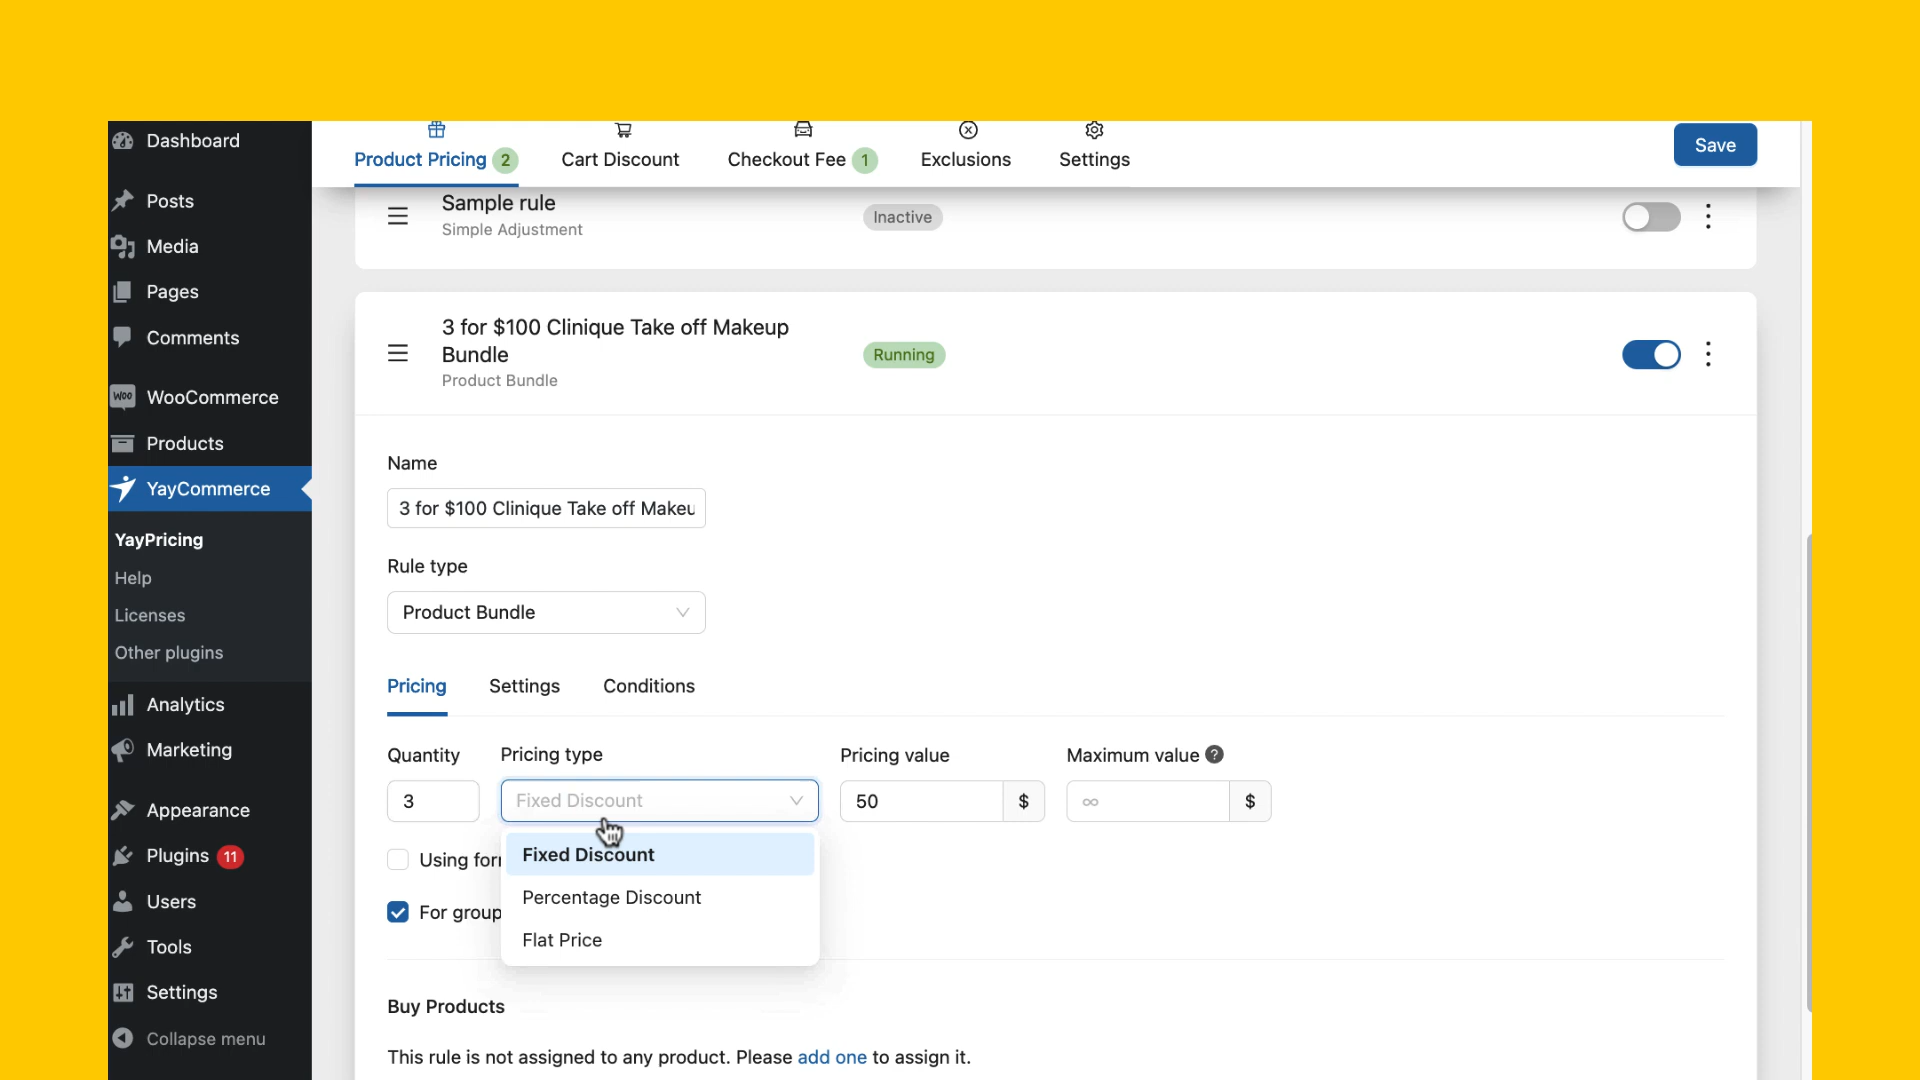 Dashboard
Posts
Media
Pages
Comments
WOO WooCommerce
Products
YayCommerce
YayPricing
Help
Licenses
Other plugins
Analytics
Marketing
Appearance
Plugins 11
Users
Tools
Settings
Collapse menu
Product Pricing 2
Cart Discount
Checkout Fee 1
Exclusions
Settings
Save
Sample rule
Simple Adjustment
Inactive
3 for $100 Clinique Take off Makeup
Bundle
Product Bundle
Running
Name
3 for $100 Clinique Take off Makeu
Rule type
Product Bundle
Pricing Settings Conditions
Quantity Pricing type Pricing value Maximum value ?
3 Fixed Discount 50 $ ∞ $
Using for
Fixed Discount
Percentage Discount
For group
Flat Price
Buy Products
This rule is not assigned to any product. Please add one to assign it.